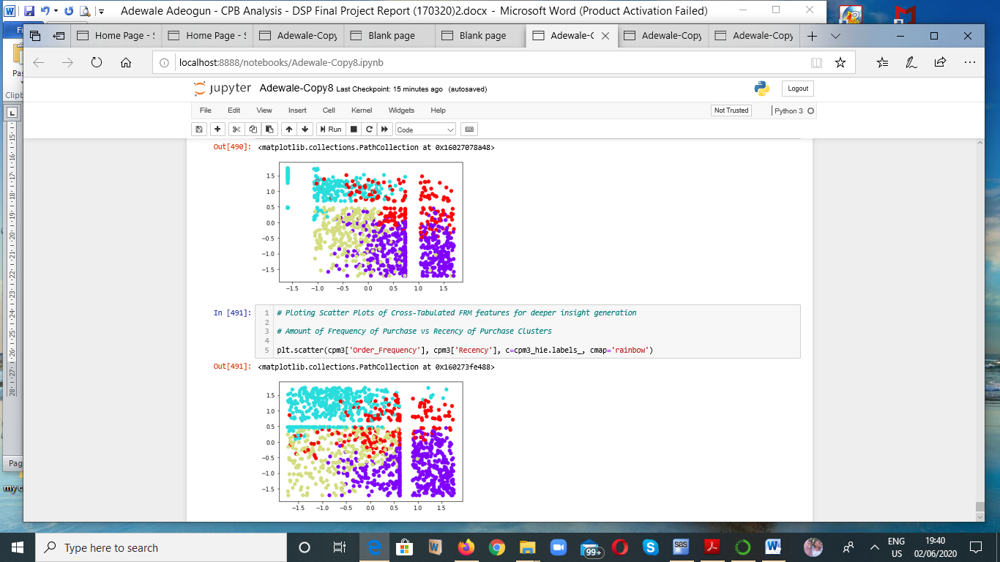 Adewale Adeogun - CPB Analysis - DSP Final Project Report (170320)2.docx - Microsoft Word (Product Activation Failed)
Home Page - S
Home Page - S
Adewale-Copy
Blank page
Blank page
Adewale-C
Adewale-Copy
Adewale-Copy
localhost:8888/notebooks/Adewale-Copy8.ipynb
Fi
Pas
Clipb
L
jupyter Adewale-Copy8 Last Checkpoint: 15 minutes ago (autosaved)
Logout
File Edit View Insert Cell Kernel Widgets Help
Not Trusted
Python 3
Run
Code
Out[490]: <matplotlib.collections.PathCollection at 0x16027078a48>
1.5
1.0
0.5
0.0
−0.5
−1.0
−1.5
−1.5 −1.0 −0.5 0.0 0.5 1.0 1.5
In [491]:
1 # Ploting Scatter Plots of Cross-Tabulated FRM features for deeper insight generation
2
3 # Amount of Frequency of Purchase vs Recency of Purchase Clusters
4
5 plt.scatter(cpm3['Order_Frequency'], cpm3['Recency'], c=cpm3_hie.labels_, cmap='rainbow')
Out[491]: <matplotlib.collections.PathCollection at 0x160273fe488>
1.5
1.0
0.5
0.0
−0.5
−1.0
−1.5
−1.5 −1.0 −0.5 0.0 0.5 1.0 1.5
Pag
my c
Type here to search
99+
sas
ENG
US
19:40
02/06/2020